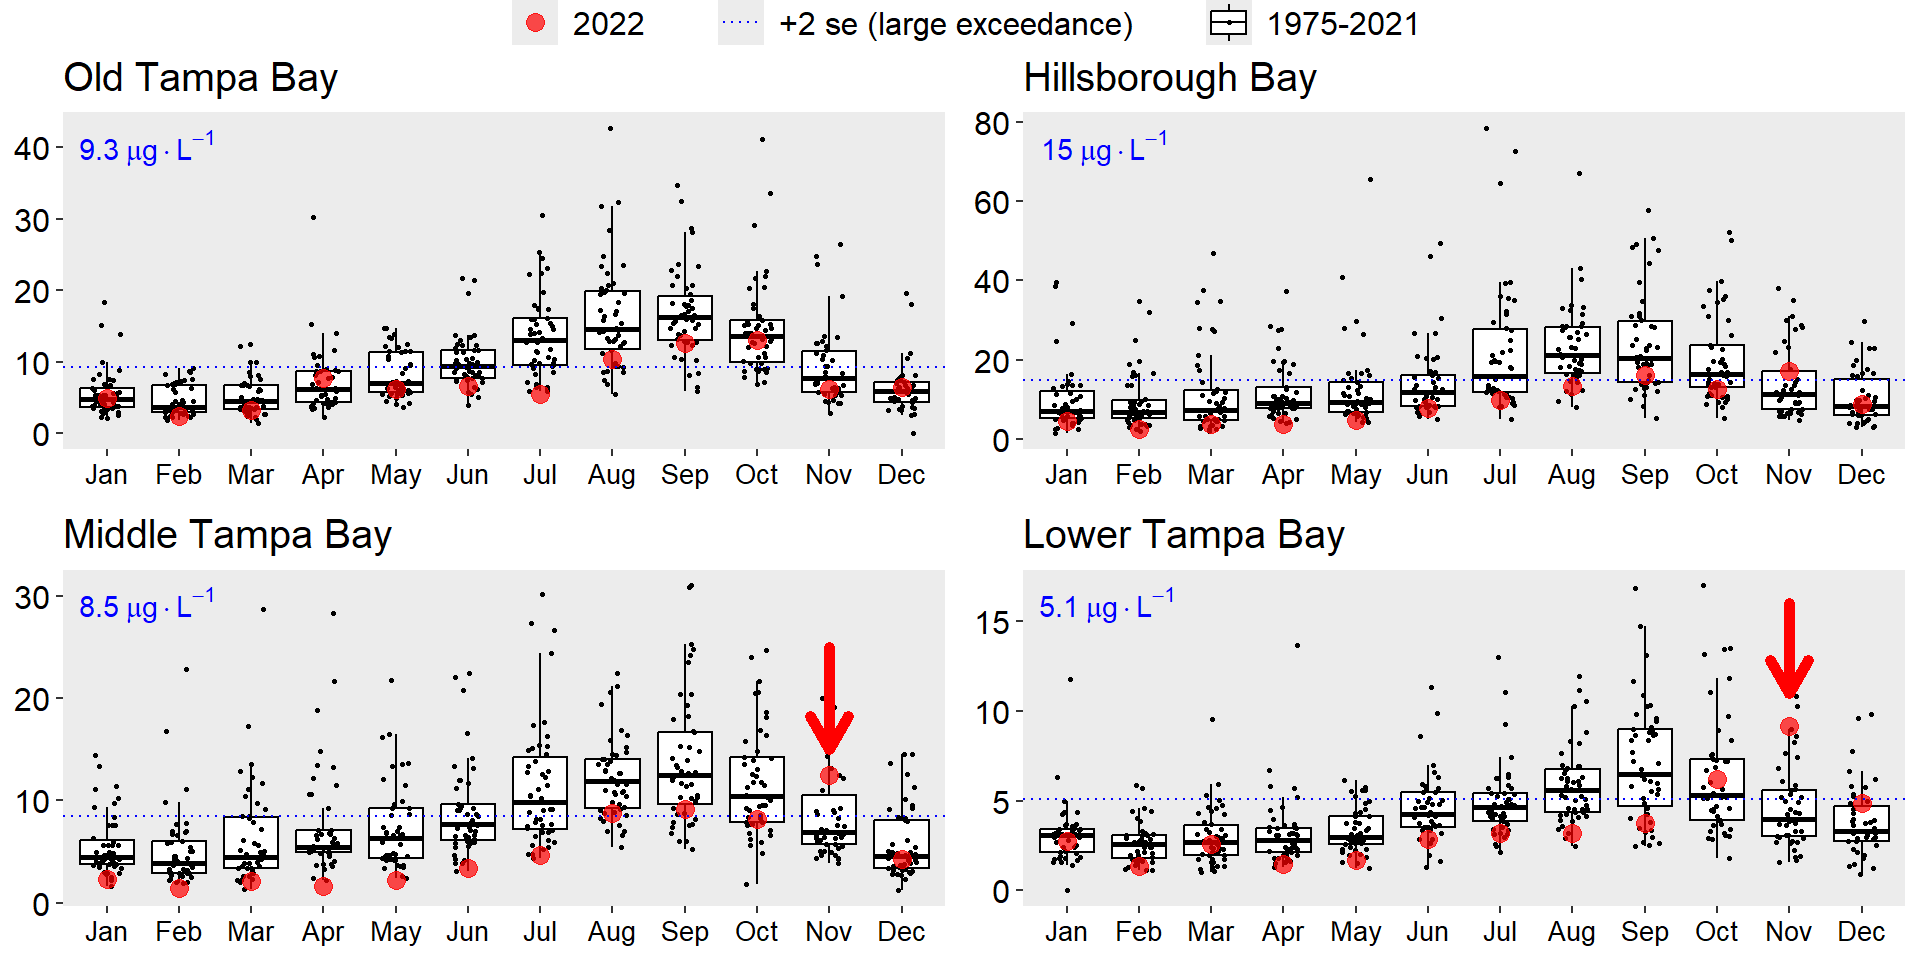 2022 +2 se (large exceedance) 1975-2021
Old Tampa Bay
9.3 μg·L⁻¹
40
30
20
10
0
Jan Feb Mar Apr May Jun Jul Aug Sep Oct Nov Dec
Hillsborough Bay
15 μg·L⁻¹
80
60
40
20
0
Jan Feb Mar Apr May Jun Jul Aug Sep Oct Nov Dec
Middle Tampa Bay
8.5 μg·L⁻¹
30
20
10
0
Jan Feb Mar Apr May Jun Jul Aug Sep Oct Nov Dec
Lower Tampa Bay
5.1 μg·L⁻¹
15
10
5
0
Jan Feb Mar Apr May Jun Jul Aug Sep Oct Nov Dec